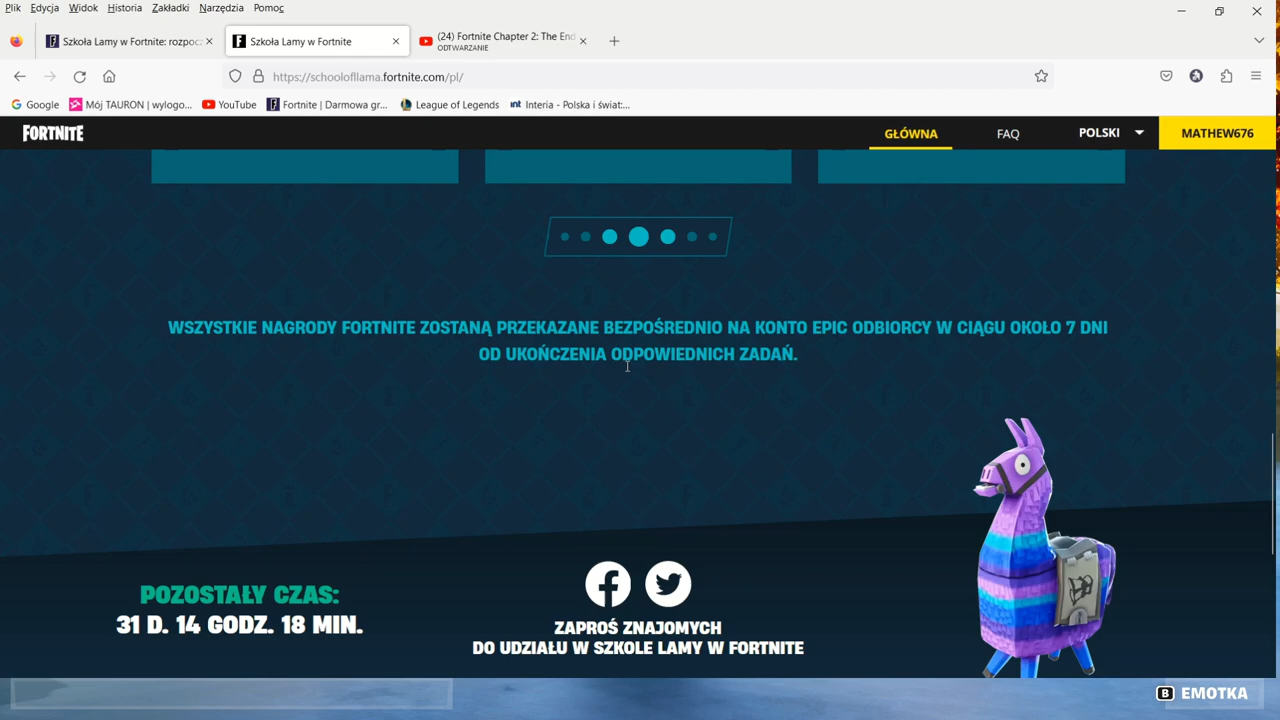 Plik Edycja Widok Historia Zakładki Narzędzia Pomoc
Szkoła Lamy w Fortnite: rozpocz
Szkoła Lamy w Fortnite
(24) Fortnite Chapter 2: The End
ODTWARZANIE
https://schoolofllama.fortnite.com/pl/
Google Mój TAURON | wylogo... YouTube Fortnite | Darmowa gr... League of Legends Interia - Polska i świat:...
FORTNITE GŁÓWNA FAQ POLSKI MATHEW676
WSZYSTKIE NAGRODY FORTNITE ZOSTANĄ PRZEKAZANE BEZPOŚREDNIO NA KONTO EPIC ODBIORCY W CIĄGU OKOŁO 7 DNI
OD UKOŃCZENIA ODPOWIEDNICH ZADAŃ.
POZOSTAŁY CZAS:
31 D. 14 GODZ. 18 MIN.
ZAPROŚ ZNAJOMYCH
DO UDZIAŁU W SZKOLE LAMY W FORTNITE
B EMOTKA